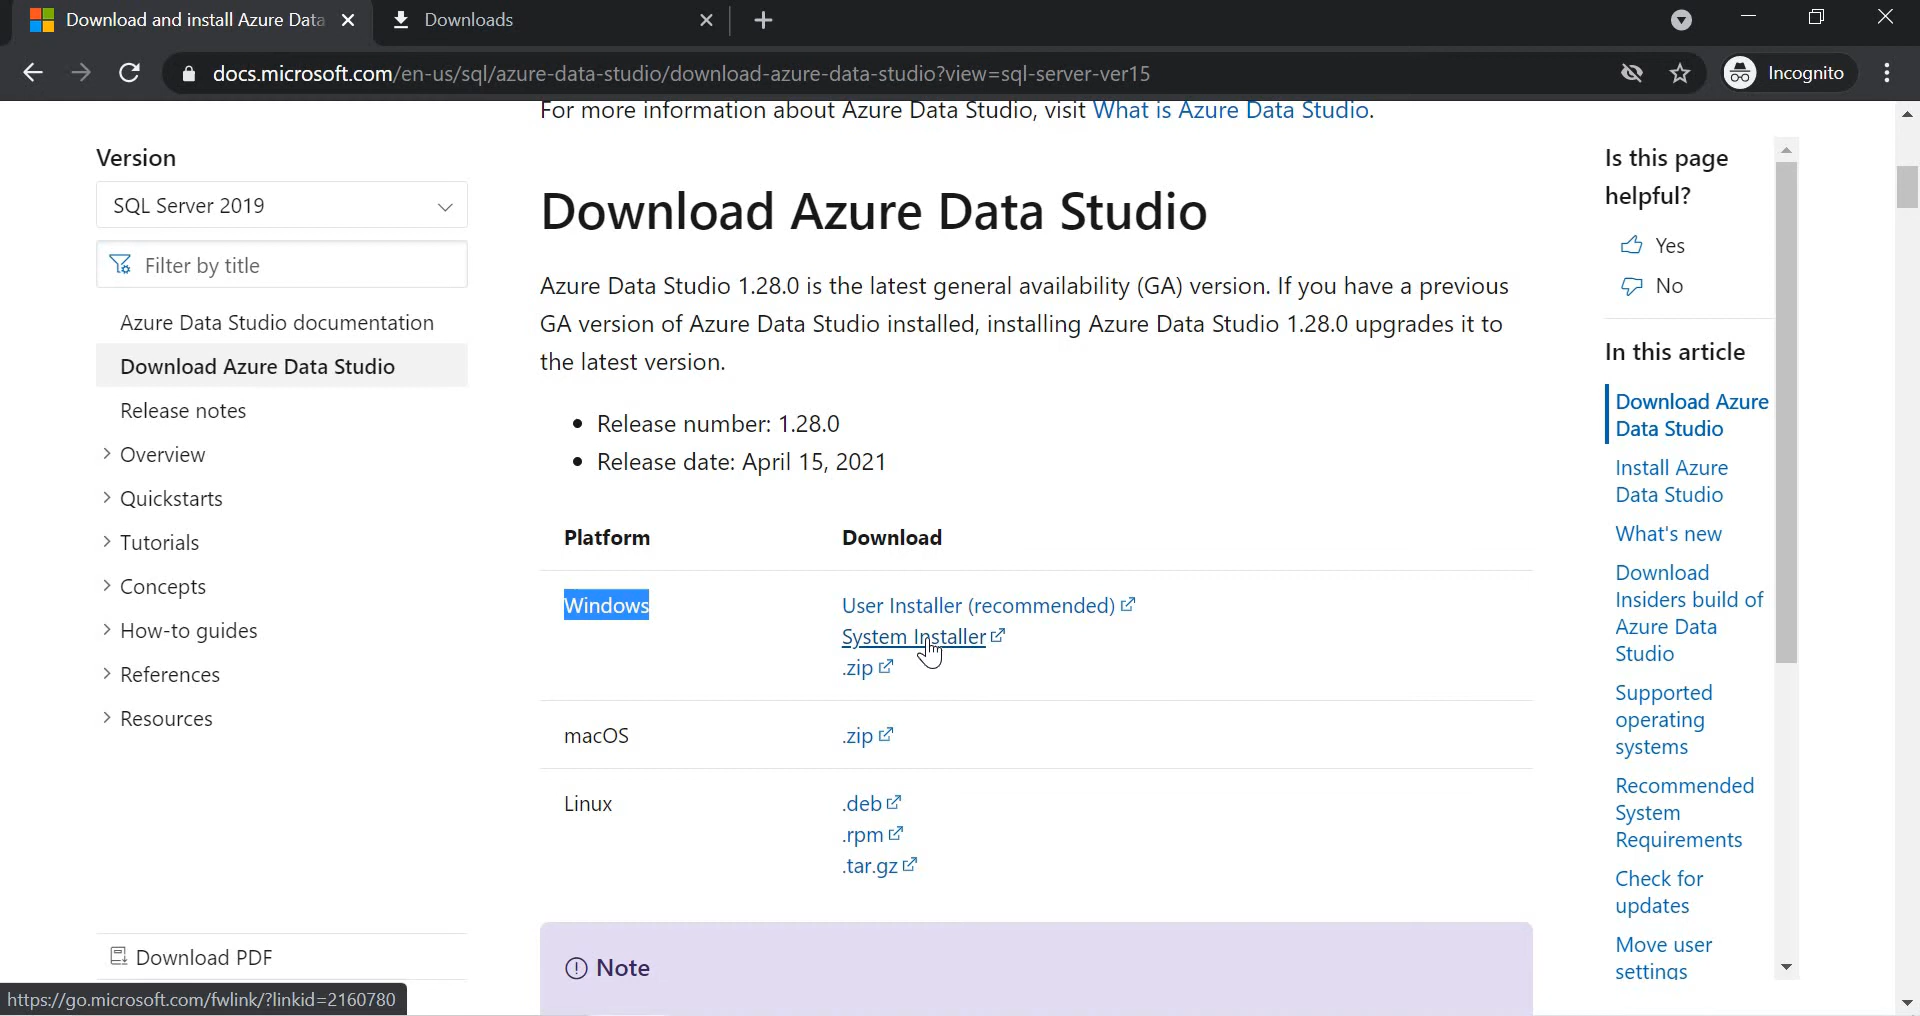 Download and install Azure Data
Downloads
docs.microsoft.com/en-us/sql/azure-data-studio/download-azure-data-studio?view=sql-server-ver15
Incognito
For more information about Azure Data Studio, visit What is Azure Data Studio.
Version
SQL Server 2019
Filter by title
Azure Data Studio documentation
Download Azure Data Studio
Release notes
Overview
Quickstarts
Tutorials
Concepts
How-to guides
References
Resources
Download PDF
https://go.microsoft.com/fwlink/?linkid=2160780
Download Azure Data Studio
Azure Data Studio 1.28.0 is the latest general availability (GA) version. If you have a previous
GA version of Azure Data Studio installed, installing Azure Data Studio 1.28.0 upgrades it to
the latest version.
Release number: 1.28.0
Release date: April 15, 2021
Platform Download
Windows User Installer (recommended)
System Installer
.zip
macOS .zip
Linux .deb
.rpm
.tar.gz
Note
Is this page
helpful?
Yes
No
In this article
Download Azure
Data Studio
Install Azure
Data Studio
What's new
Download
Insiders build of
Azure Data
Studio
Supported
operating
systems
Recommended
System
Requirements
Check for
updates
Move user
settings